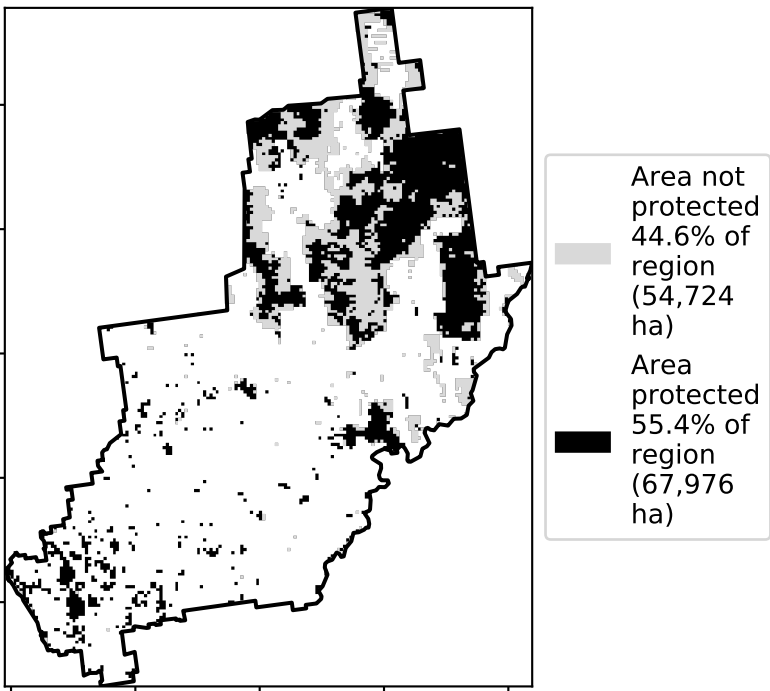 Area not
protected
44.6% of
region
(54,724
ha)
Area
protected
55.4% of
region
(67,976
ha)